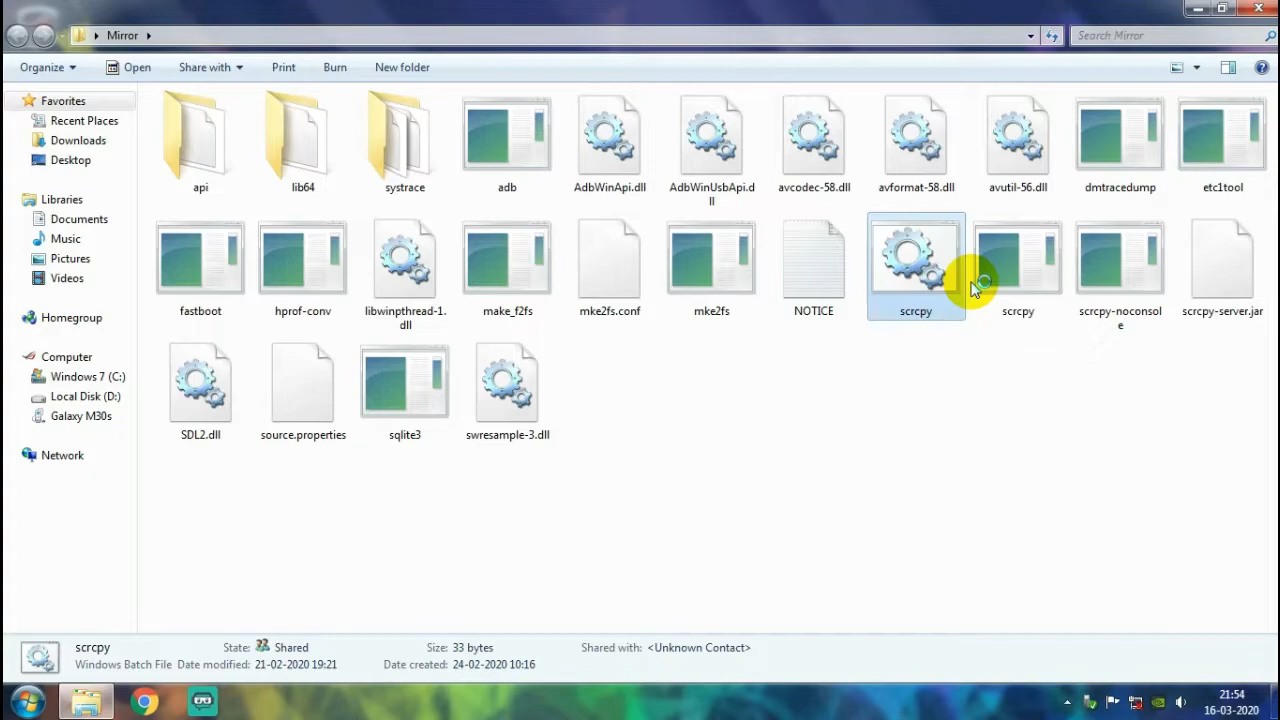 Mirror
Search Mirror
Organize
Open
Share with
Print
Burn
New folder
Favorites
Recent Places
Downloads
Desktop
Libraries
Documents
Music
Pictures
Videos
Homegroup
Computer
Windows 7 (C:)
Local Disk (D:)
Galaxy M30s
Network
api
lib64
systrace
adb
AdbWinApi.dll
AdbWinUsbApi.d
ll
avcodec-58.dll
avformat-58.dll
avutil-56.dll
dmtracedump
etc1tool
fastboot
hprof-conv
libwinpthread-1.
dll
make_f2fs
mke2fs.conf
mke2fs
NOTICE
scrcpy
scrcpy
scrcpy-noconsol
e
scrcpy-server.jar
SDL2.dll
source.properties
sqlite3
swresample-3.dll
scrcpy
State: Shared
Size: 33 bytes
Shared with: <Unknown Contact>
Windows Batch File
Date modified: 21-02-2020 19:21
Date created: 24-02-2020 10:16
21:54
16-03-2020